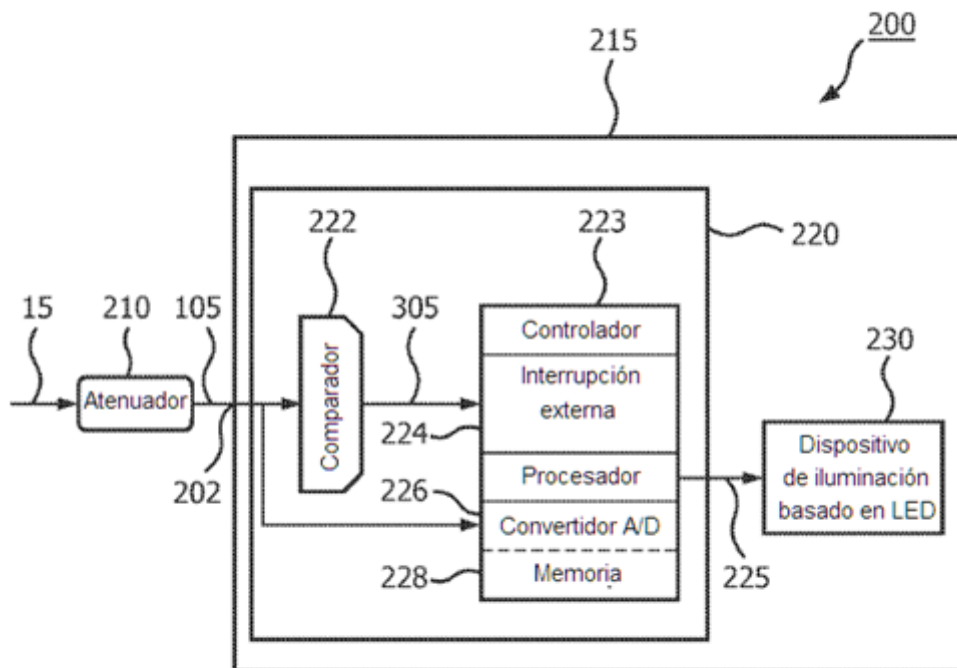 200
215
222
223
220
15
210
105
305
230
Atenuador
Comparador
Controlador
Interrupción
externa
224
Procesador
Dispositivo
de iluminación
basado en LED
202
226
Convertidor A/D
225
228
Memoria